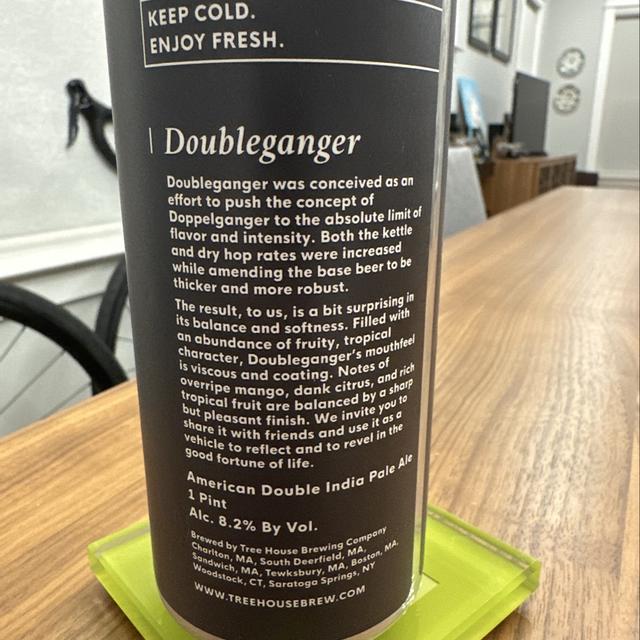 KEEP COLD.
ENJOY FRESH.
Doubleganger
Doubleganger was conceived as an
effort to push the concept of
Doppelganger to the absolute limit of
flavor and intensity. Both the kettle
and dry hop rates were increased
while amending the base beer to be
thicker and more robust.
The result, to us, is a bit surprising in
its balance and softness. Filled with
an abundance of fruity, tropical
character, Doubleganger's mouthfeel
is viscous and coating. Notes of
overripe mango, dank citrus, and rich
tropical fruit are balanced by a sharp
but pleasant finish. We invite you to
share it with friends and use it as a
vehicle to reflect and to revel in the
good fortune of life.
American Double India Pale Ale
1 Pint
Alc. 8.2% By Vol.
Brewed by Tree House Brewing Company
Charlton, MA, South Deerfield, MA,
Sandwich, MA, Tewksbury, MA, Boston, MA,
Woodstock, CT, Saratoga Springs, NY
WWW.TREEHOUSEBREW.COM